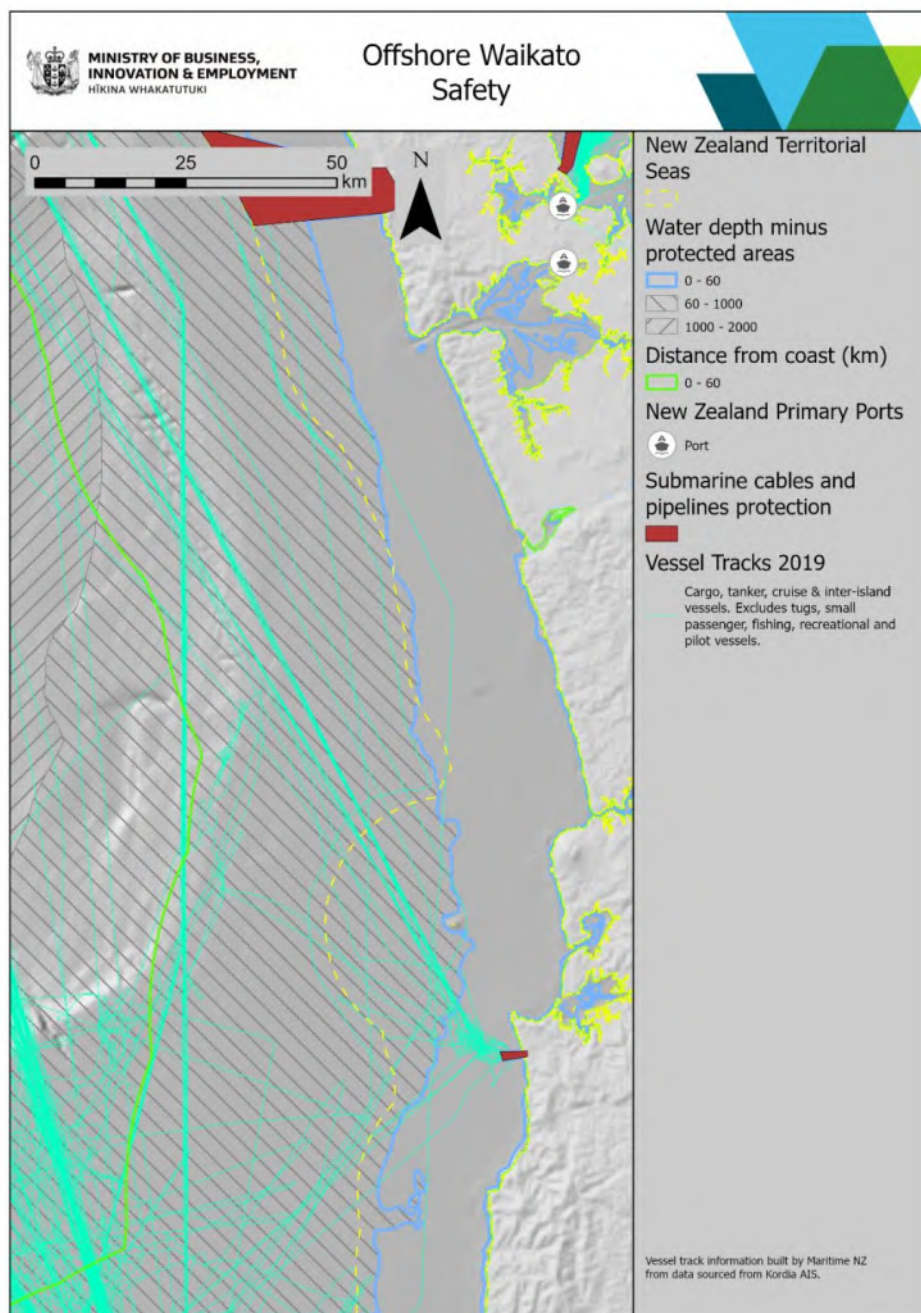 MINISTRY OF BUSINESS,
INNOVATION & EMPLOYMENT
HĪKINA WHAKATUTUKI
Offshore Waikato
Safety
0 25 50
km
N
New Zealand Territorial
Seas
Water depth minus
protected areas
0 - 60
60 - 1000
1000 - 2000
Distance from coast (km)
0 - 60
New Zealand Primary Ports
Port
Submarine cables and
pipelines protection
Vessel Tracks 2019
Cargo, tanker, cruise & inter-island
vessels. Excludes tugs, small
passenger, fishing, recreational and
pilot vessels.
Vessel track information built by Maritime NZ
from data sourced from Kordia AIS.